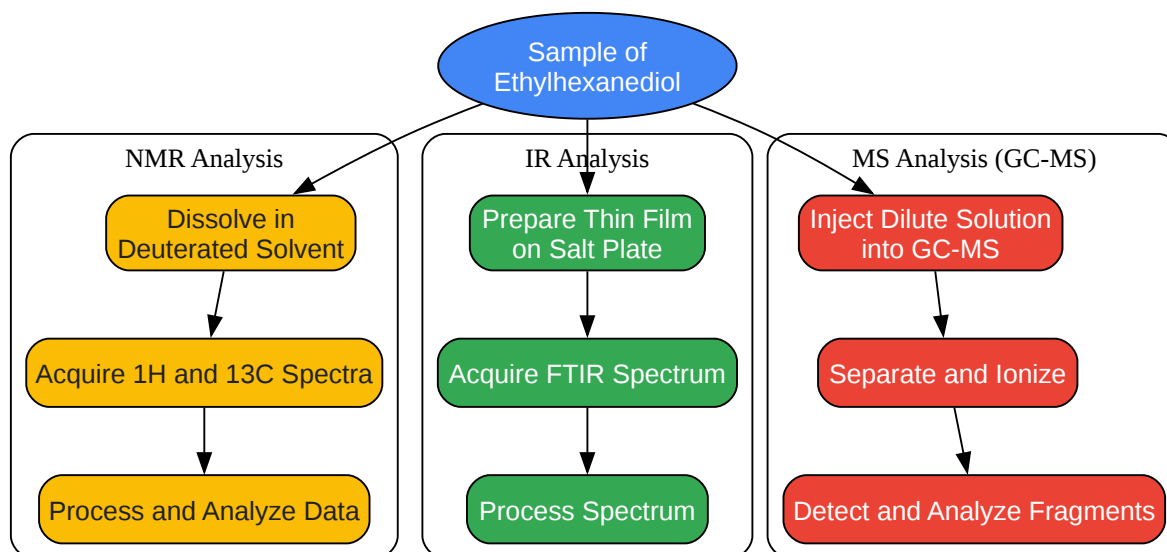 Sample of
Ethylhexanediol
NMR Analysis
Dissolve in
Deuterated Solvent
Acquire 1H and 13C Spectra
Process and Analyze Data
IR Analysis
Prepare Thin Film
on Salt Plate
Acquire FTIR Spectrum
Process Spectrum
MS Analysis (GC-MS)
Inject Dilute Solution
into GC-MS
Separate and Ionize
Detect and Analyze Fragments